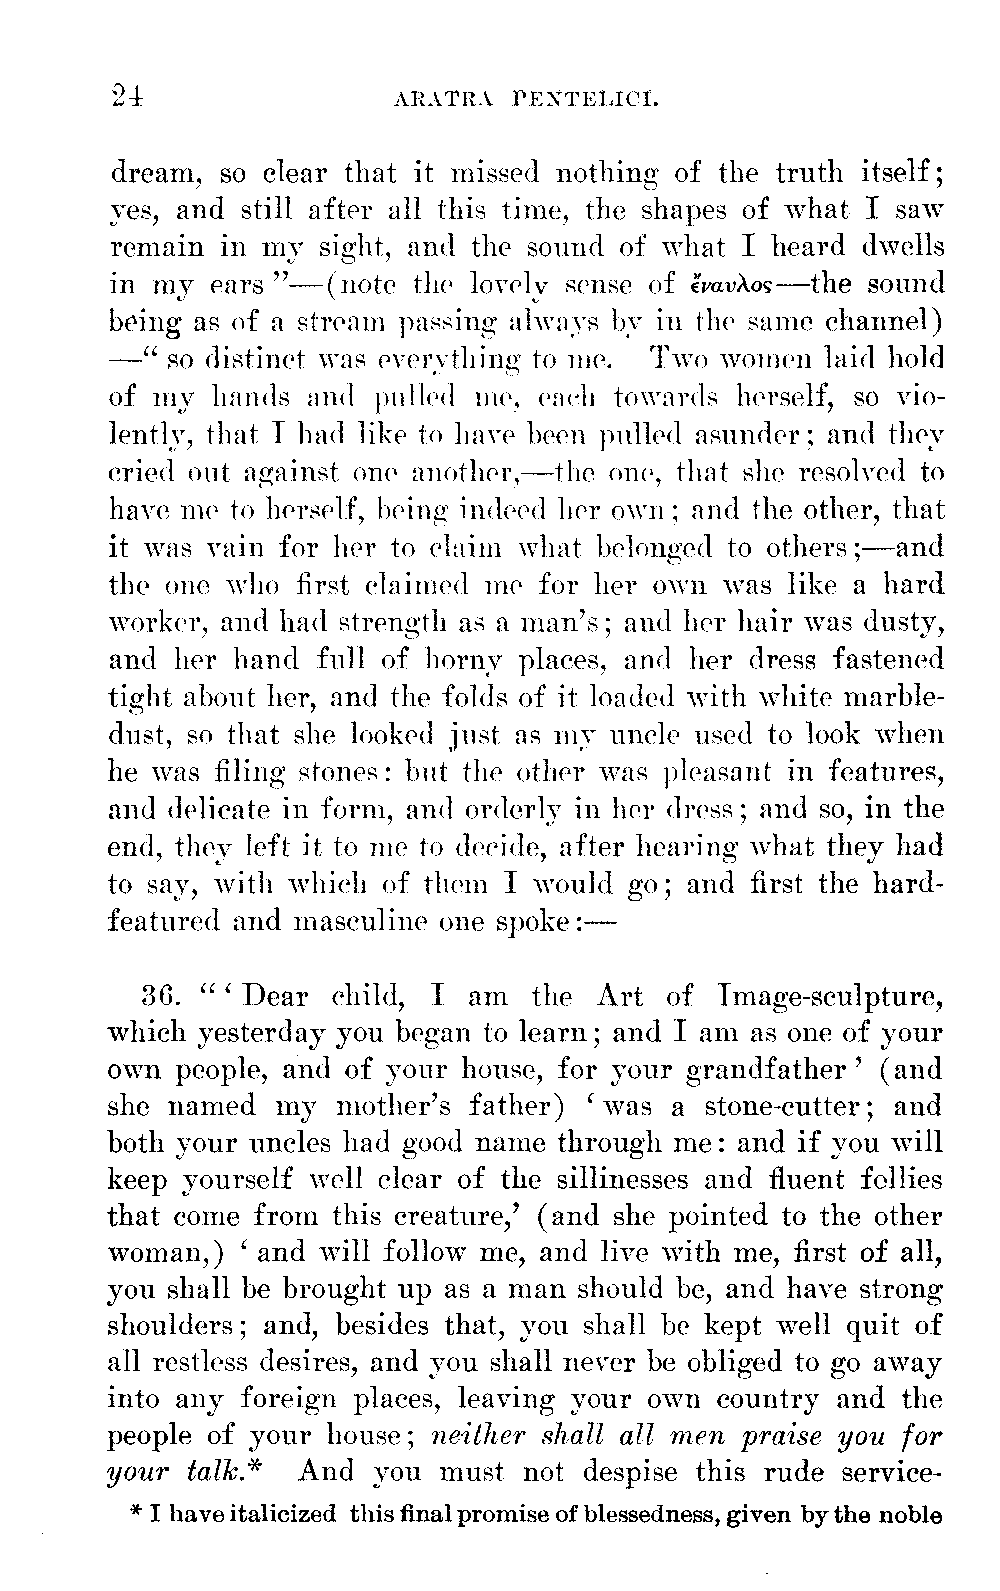 24 ARATRA PENTELICI.
dream, so clear that it missed nothing of the truth itself;
yes, and still after all this time, the shapes of what I saw
remain in my sight, and the sound of what I heard dwells
in my ears”—(note the lovely sense of ἔναυλος—the sound
being as of a stream passing always by in the same channel)
—“so distinct was everything to me. Two women laid hold
of my hands and pulled me, each towards herself, so vio-
lently, that I had like to have been pulled asunder; and they
cried out against one another,—the one, that she resolved to
have me to herself, being indeed her own; and the other, that
it was vain for her to claim what belonged to others;—and
the one who first claimed me for her own was like a hard
worker, and had strength as a man’s; and her hair was dusty,
and her hand full of horny places, and her dress fastened
tight about her, and the folds of it loaded with white marble-
dust, so that she looked just as my uncle used to look when
he was filing stones: but the other was pleasant in features,
and delicate in form, and orderly in her dress; and so, in the
end, they left it to me to decide, after hearing what they had
to say, with which of them I would go; and first the hard-
featured and masculine one spoke:—
36. “‘Dear child, I am the Art of Image-sculpture,
which yesterday you began to learn; and I am as one of your
own people, and of your house, for your grandfather’ (and
she named my mother’s father) ‘was a stone-cutter; and
both your uncles had good name through me: and if you will
keep yourself well clear of the sillinesses and fluent follies
that come from this creature,’ (and she pointed to the other
woman,) ‘and will follow me, and live with me, first of all,
you shall be brought up as a man should be, and have strong
shoulders; and, besides that, you shall be kept well quit of
all restless desires, and you shall never be obliged to go away
into any foreign places, leaving your own country and the
people of your house; neither shall all men praise you for
your talk.* And you must not despise this rude service-
* I have italicized this final promise of blessedness, given by the noble